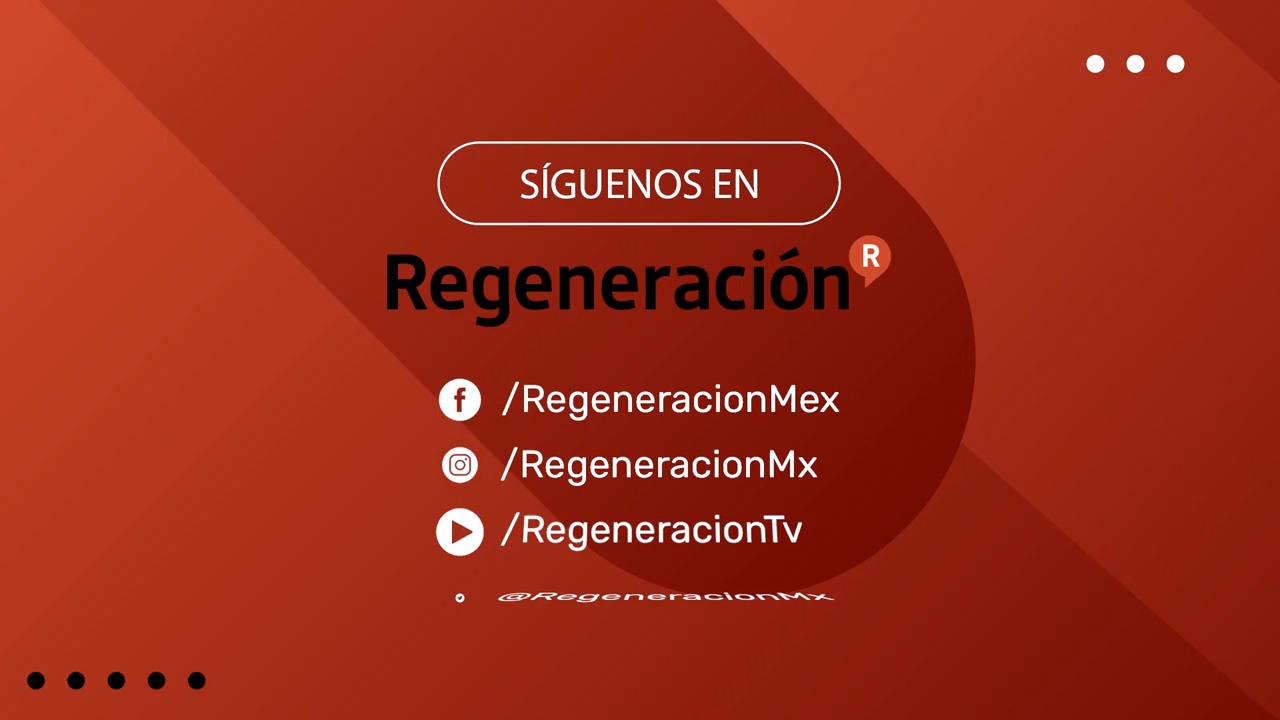 SÍGUENOS EN
Regeneración R
/RegeneracionMex
/RegeneracionMx
/RegeneracionTv
@RegeneracionMx